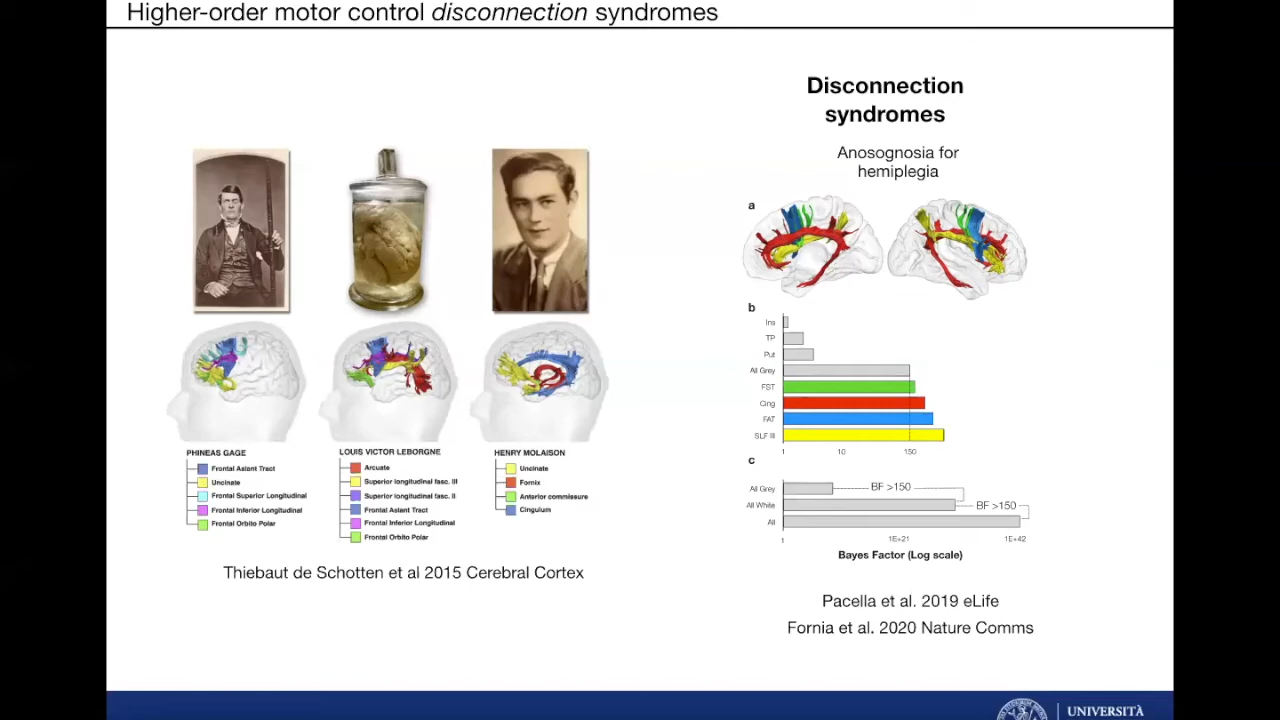 Higher-order motor control disconnection syndromes
PHINEAS GAGE
Frontal Aslant Tract
Uncinate
Frontal Superior Longitudinal
Frontal Inferior Longitudinal
Frontal Orbito Polar
LOUIS VICTOR LEBORGNE
Arcuate
Superior longitudinal fasc. III
Superior longitudinal fasc. II
Frontal Aslant Tract
Frontal Inferior Longitudinal
Frontal Orbito Polar
HENRY MOLAISON
Uncinate
Fornix
Anterior commissure
Cingulum
Thiebaut de Schotten et al 2015 Cerebral Cortex
Disconnection
syndromes
Anosognosia for
hemiplegia
a
b
Ins
TP
Put
All Grey
FST
Cing
FAT
SLF III
1 10 150
c
All Grey
BF >150
All White
BF >150
All
1 1E+21 1E+42
Bayes Factor (Log scale)
Pacella et al. 2019 eLife
Fornia et al. 2020 Nature Comms
UNIVERSITÀ